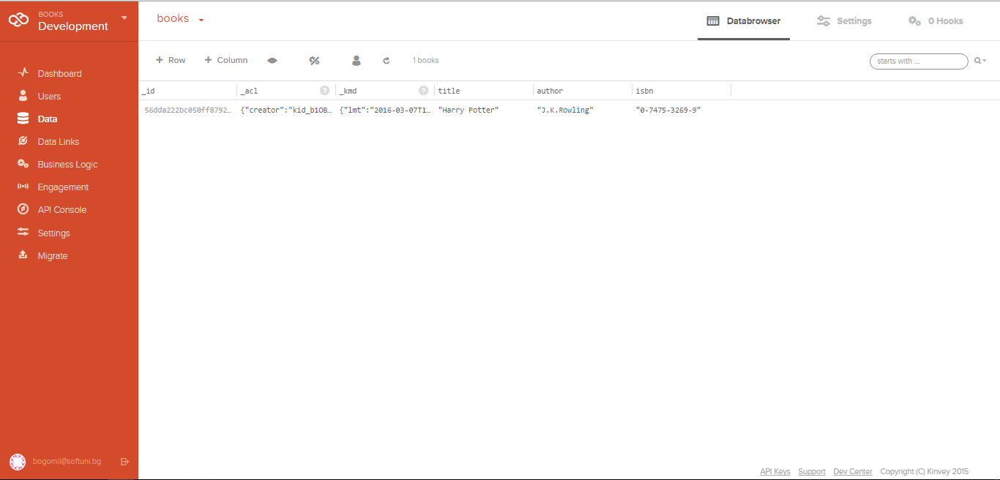 BOOKS
Development
Dashboard
Users
Data
Data Links
Business Logic
Engagement
API Console
Settings
Migrate
bogomil@softuni.bg
books
Databrowser
Settings
0 Hooks
+ Row + Column 1 books
starts with ...
_id _acl ? _kmd ? title author isbn
56dda222bc050ff8792… {"creator":"kid_b1OB… {"lmt":"2016-03-07T1… "Harry Potter" "J.K.Rowling" "0-7475-3269-9"
API Keys Support Dev Center Copyright (C) Kinvey 2015